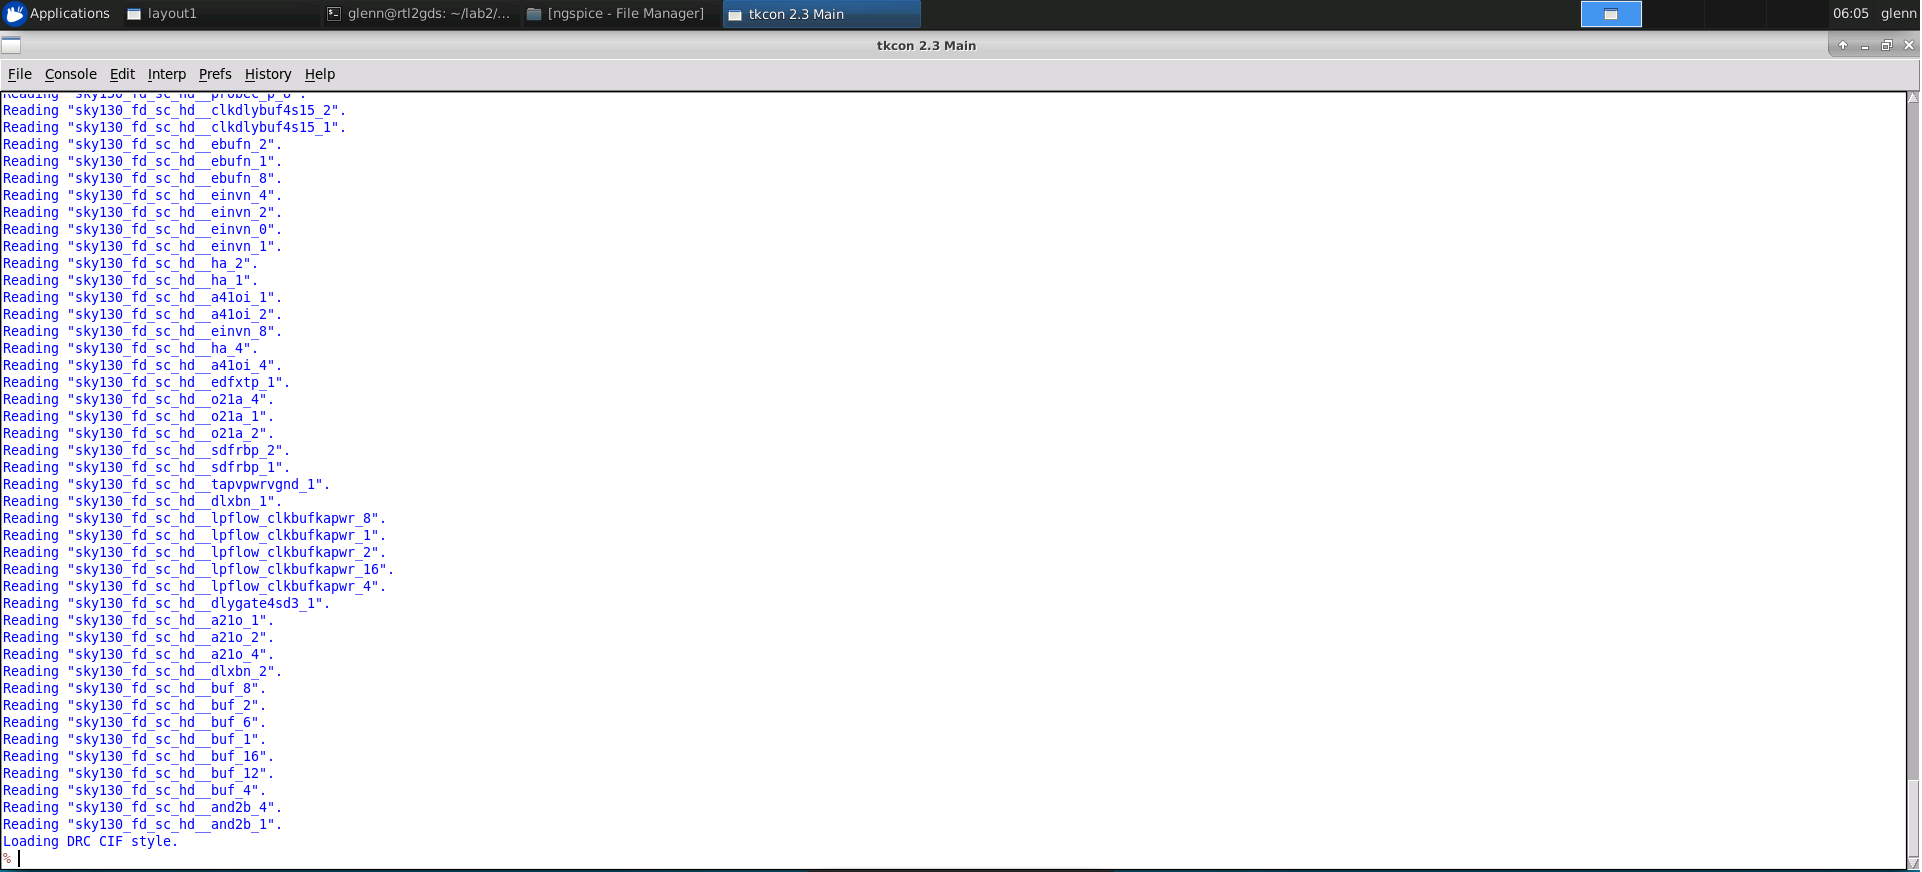 Applications layout1 glenn@rtl2gds: ~/lab2/... [ngspice - File Manager] tkcon 2.3 Main 06:05 glenn
tkcon 2.3 Main
File Console Edit Interp Prefs History Help
Reading "sky130_fd_sc_hd__probec_p_8".
Reading "sky130_fd_sc_hd__clkdlybuf4s15_2".
Reading "sky130_fd_sc_hd__clkdlybuf4s15_1".
Reading "sky130_fd_sc_hd__ebufn_2".
Reading "sky130_fd_sc_hd__ebufn_1".
Reading "sky130_fd_sc_hd__ebufn_8".
Reading "sky130_fd_sc_hd__einvn_4".
Reading "sky130_fd_sc_hd__einvn_2".
Reading "sky130_fd_sc_hd__einvn_0".
Reading "sky130_fd_sc_hd__einvn_1".
Reading "sky130_fd_sc_hd__ha_2".
Reading "sky130_fd_sc_hd__ha_1".
Reading "sky130_fd_sc_hd__a41oi_1".
Reading "sky130_fd_sc_hd__a41oi_2".
Reading "sky130_fd_sc_hd__einvn_8".
Reading "sky130_fd_sc_hd__ha_4".
Reading "sky130_fd_sc_hd__a41oi_4".
Reading "sky130_fd_sc_hd__edfxtp_1".
Reading "sky130_fd_sc_hd__o21a_4".
Reading "sky130_fd_sc_hd__o21a_1".
Reading "sky130_fd_sc_hd__o21a_2".
Reading "sky130_fd_sc_hd__sdfrbp_2".
Reading "sky130_fd_sc_hd__sdfrbp_1".
Reading "sky130_fd_sc_hd__tapvpwrvgnd_1".
Reading "sky130_fd_sc_hd__dlxbn_1".
Reading "sky130_fd_sc_hd__lpflow_clkbufkapwr_8".
Reading "sky130_fd_sc_hd__lpflow_clkbufkapwr_1".
Reading "sky130_fd_sc_hd__lpflow_clkbufkapwr_2".
Reading "sky130_fd_sc_hd__lpflow_clkbufkapwr_16".
Reading "sky130_fd_sc_hd__lpflow_clkbufkapwr_4".
Reading "sky130_fd_sc_hd__dlygate4sd3_1".
Reading "sky130_fd_sc_hd__a21o_1".
Reading "sky130_fd_sc_hd__a21o_2".
Reading "sky130_fd_sc_hd__a21o_4".
Reading "sky130_fd_sc_hd__dlxbn_2".
Reading "sky130_fd_sc_hd__buf_8".
Reading "sky130_fd_sc_hd__buf_2".
Reading "sky130_fd_sc_hd__buf_6".
Reading "sky130_fd_sc_hd__buf_1".
Reading "sky130_fd_sc_hd__buf_16".
Reading "sky130_fd_sc_hd__buf_12".
Reading "sky130_fd_sc_hd__buf_4".
Reading "sky130_fd_sc_hd__and2b_4".
Reading "sky130_fd_sc_hd__and2b_1".
Loading DRC CIF style.
%